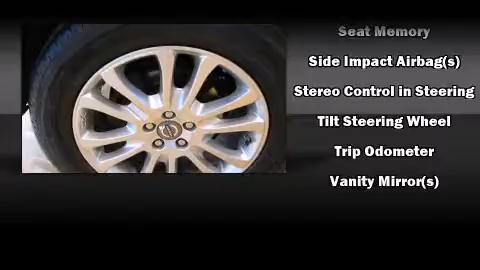 Seat Memory
Side Impact Airbag(s)
Stereo Control in Steering
Tilt Steering Wheel
Trip Odometer
Vanity Mirror(s)